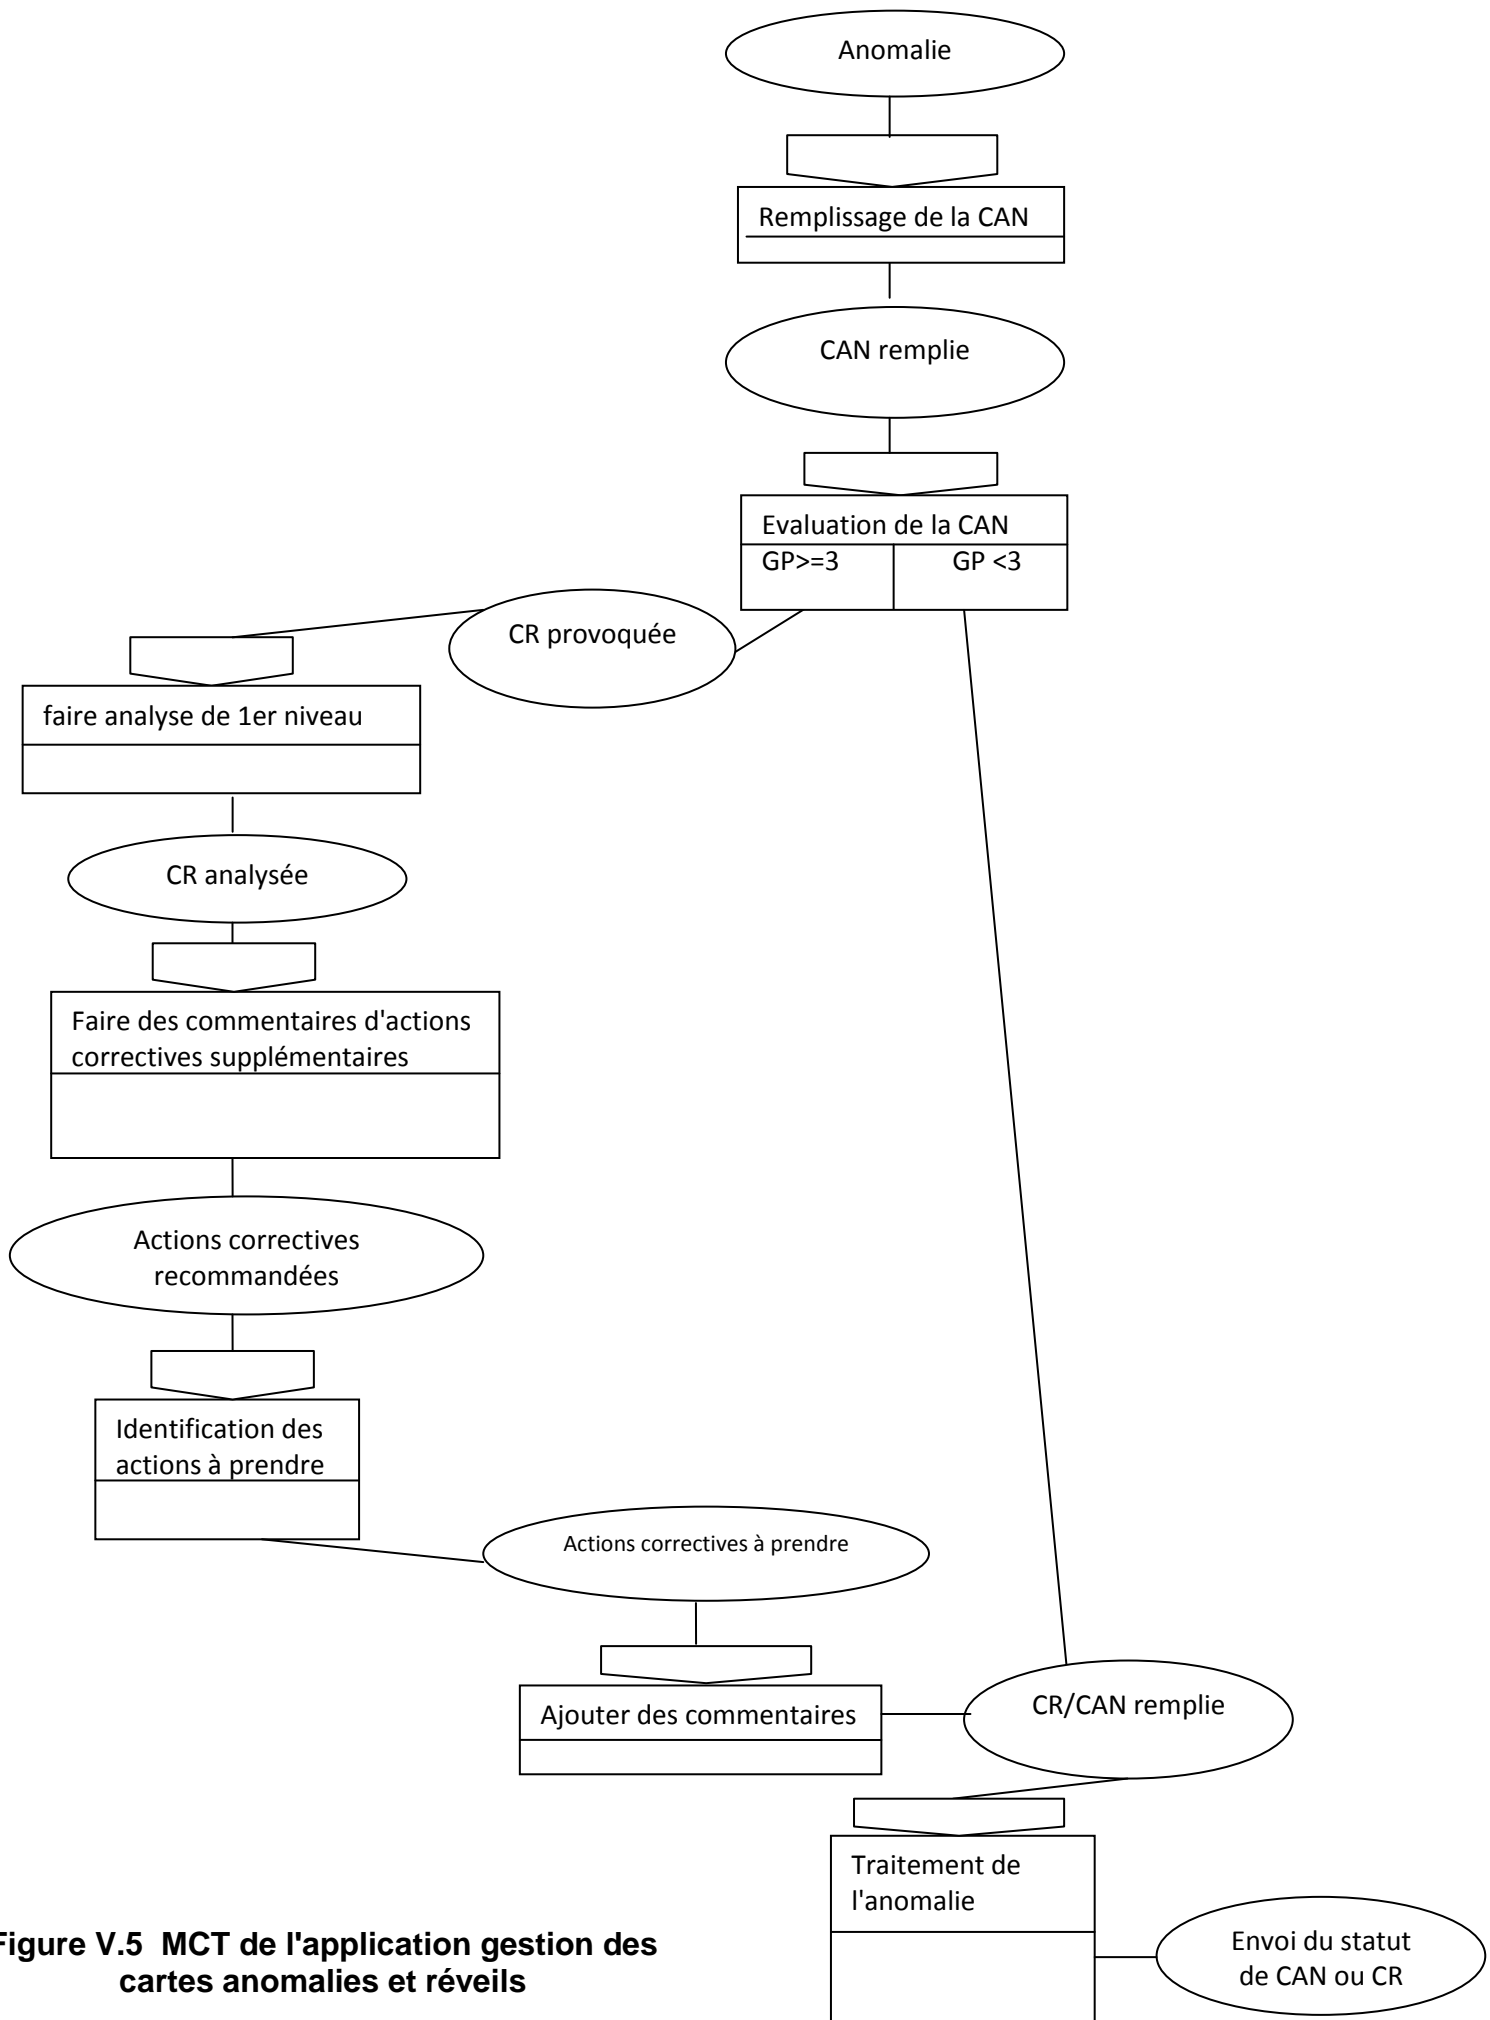 Anomalie
Remplissage de la CAN
CAN remplie
Evaluation de la CAN
GP>=3
GP <3
CR provoquée
faire analyse de 1er niveau
CR analysée
Faire des commentaires d'actions
correctives supplémentaires
Actions correctives
recommandées
Identification des
actions à prendre
Actions correctives à prendre
Ajouter des commentaires
CR/CAN remplie
Traitement de
l'anomalie
Envoi du statut
de CAN ou CR
Figure V.5 MCT de l'application gestion des
cartes anomalies et réveils